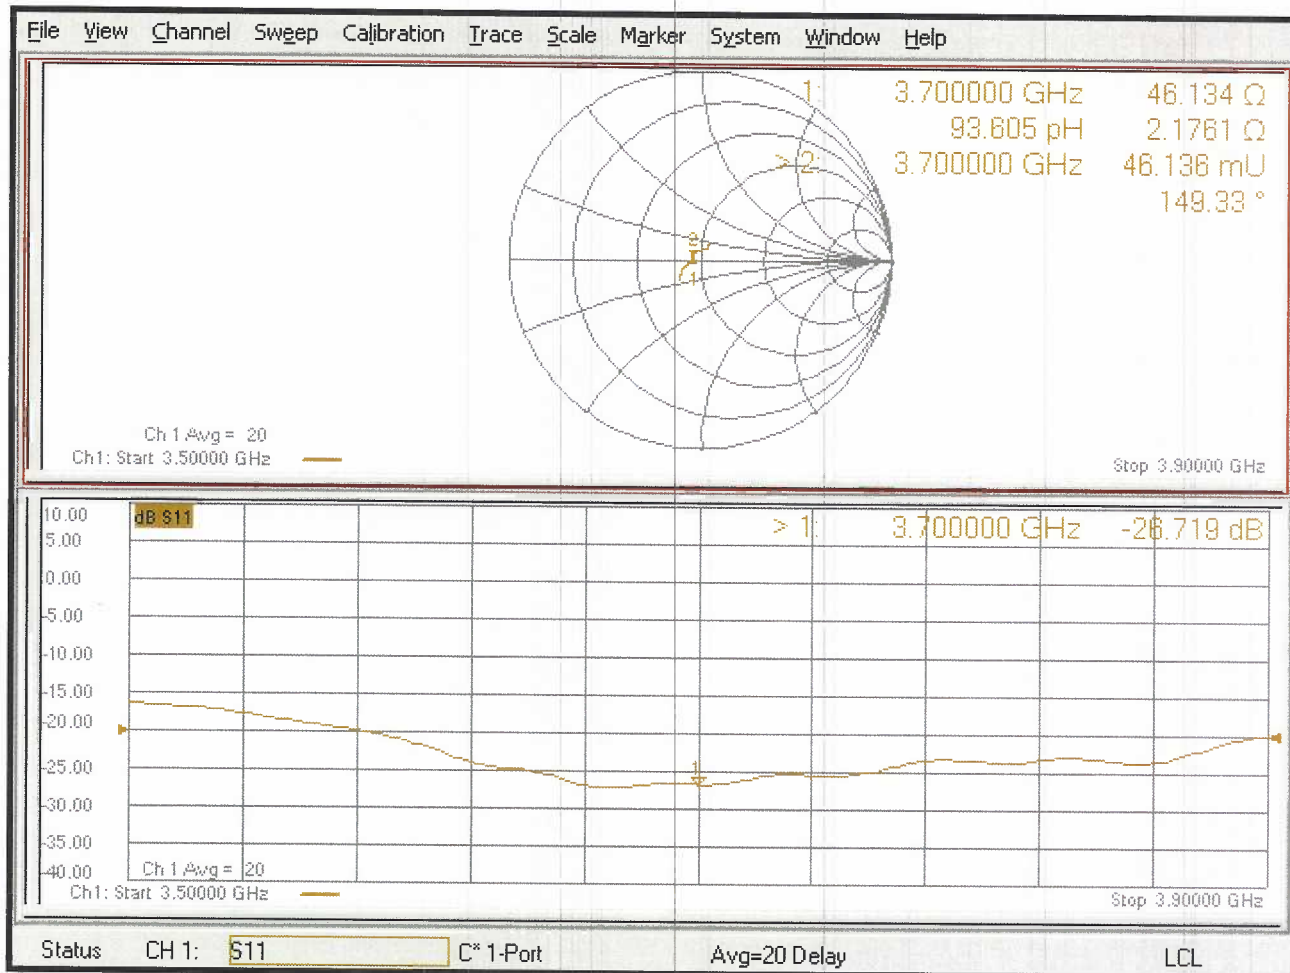 File View Channel Sweep Calibration Trace Scale Marker System Window Help
1: 3.700000 GHz 46.134 Ω
93.605 pH 2.1761 Ω
> 2: 3.700000 GHz 46.136 mU
149.33 °
2
1
Ch 1 Avg = 20
Ch1: Start 3.50000 GHz
Stop 3.90000 GHz
10.00
dB S11
> 1: 3.700000 GHz -26.719 dB
5.00
0.00
-5.00
-10.00
-15.00
-20.00
-25.00
1
-30.00
-35.00
-40.00
Ch 1 Avg = 20
Ch1: Start 3.50000 GHz
Stop 3.90000 GHz
Status CH 1: S11 C* 1-Port Avg=20 Delay LCL